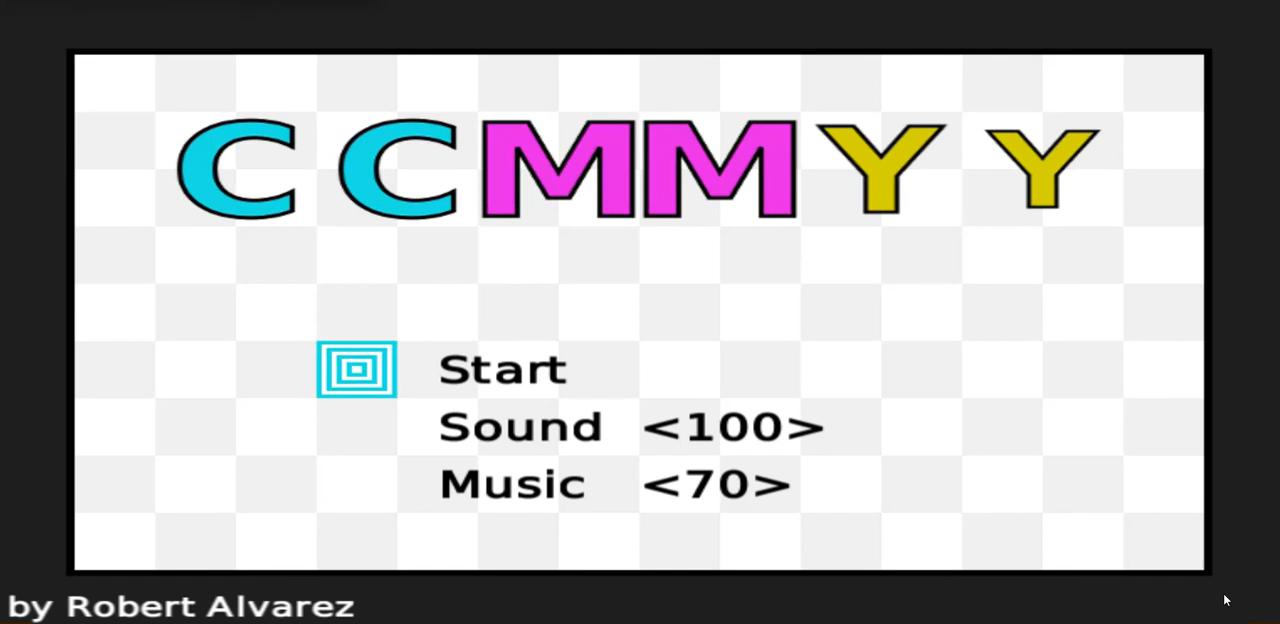 CCMMYY
Start
Sound <100>
Music <70>
by Robert Alvarez